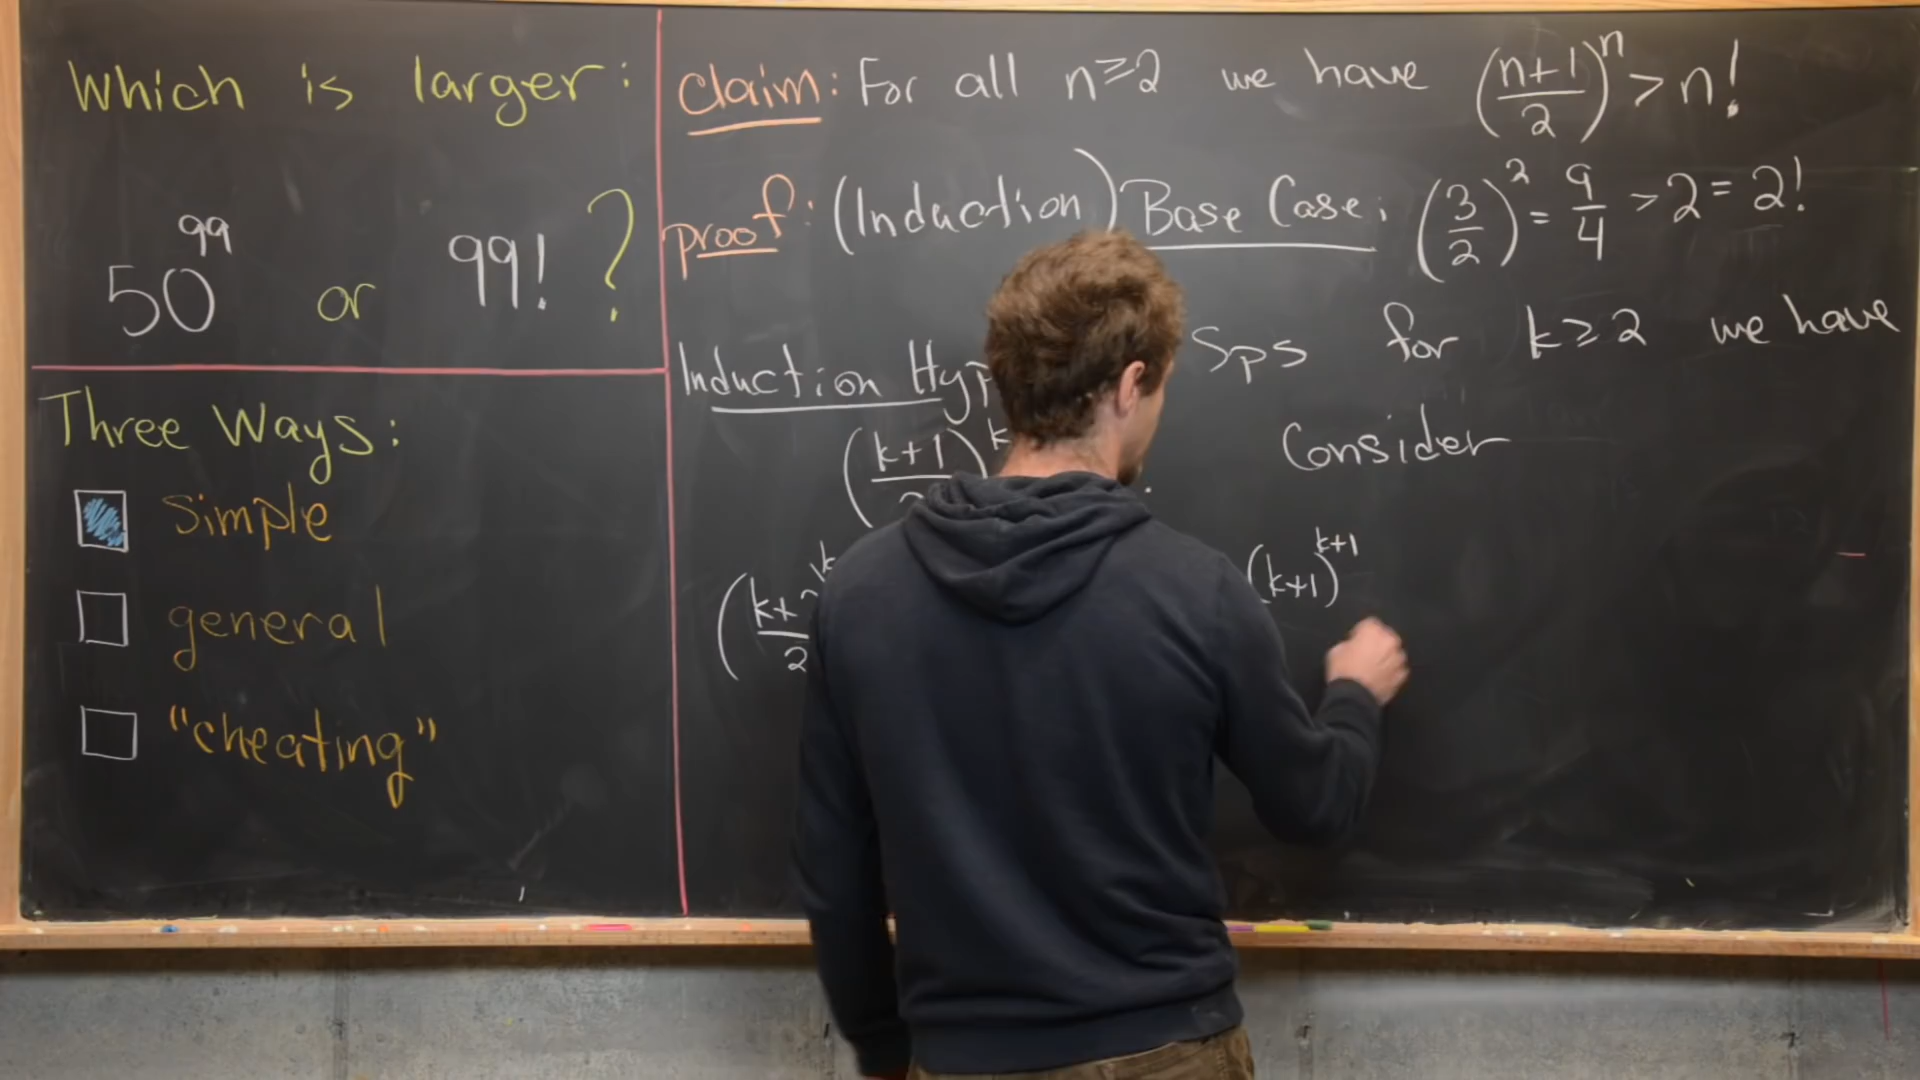 Which is larger:
50^99 or 99! ?
Three Ways:
Simple
general
"cheating"
Claim: For all n≥2 we have ((n+1)/2)^n > n!
proof: (Induction) Base Case: (3/2)^2 = 9/4 > 2 = 2!
Induction Sps for k≥2 we have
((k+1)/2)^k Consider
(k+1)^(k+1)